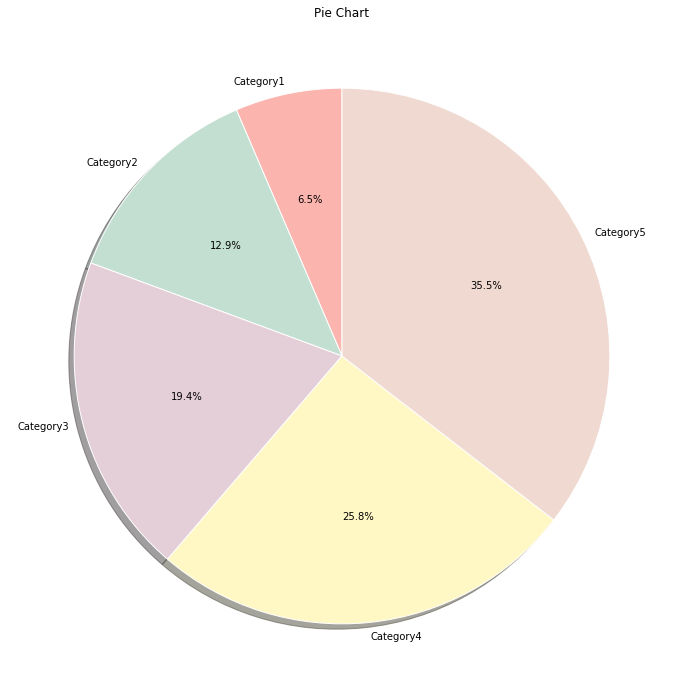 Pie Chart
Category1
Category2
Category5
6.5%
12.9%
35.5%
19.4%
Category3
25.8%
Category4